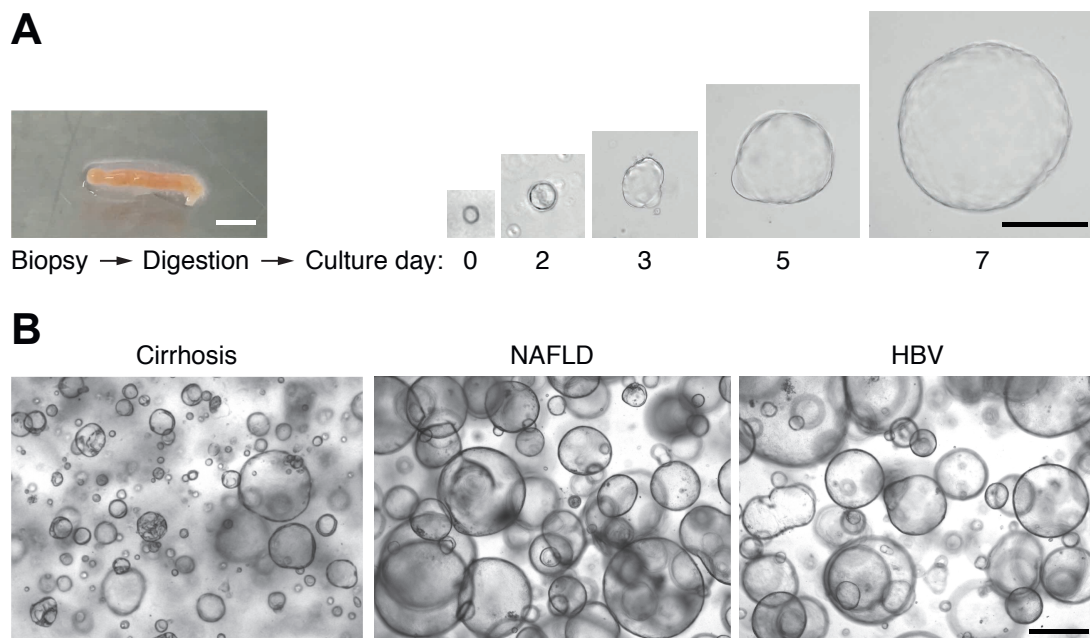 A
Biopsy → Digestion → Culture day: 0 2 3 5 7
B
Cirrhosis NAFLD HBV